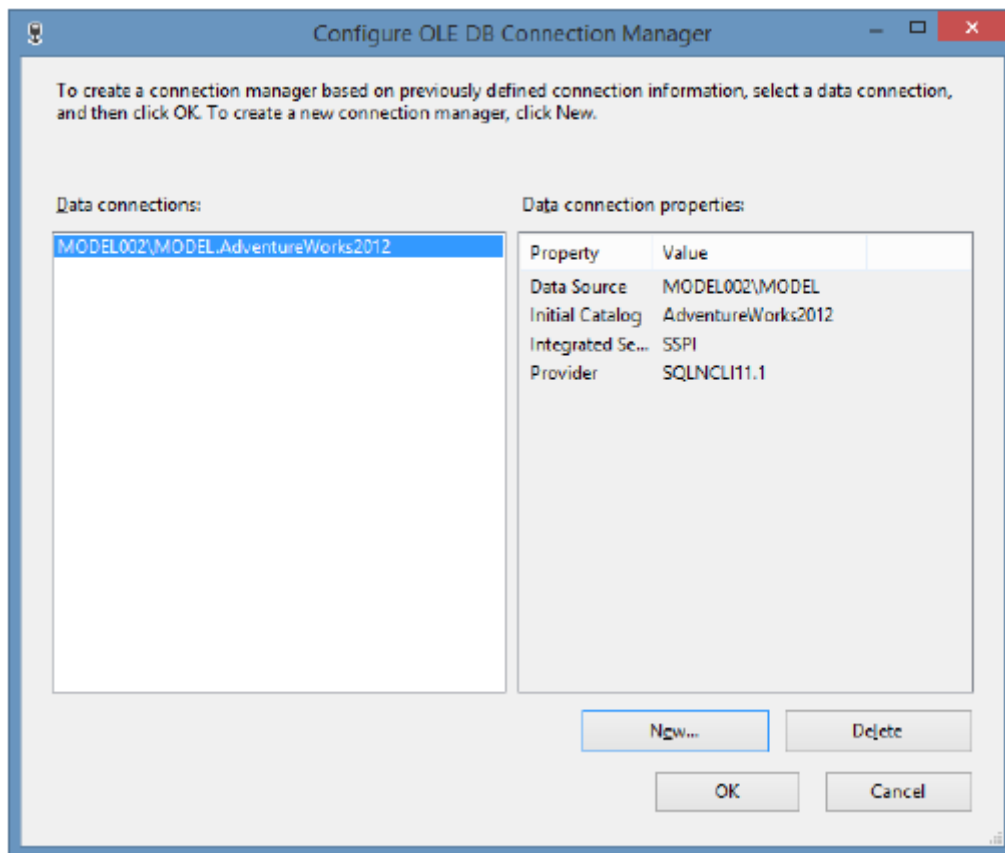 Configure OLE DB Connection Manager
To create a connection manager based on previously defined connection information, select a data connection,
and then click OK. To create a new connection manager, click New.
Data connections:
Data connection properties:
MODEL002\MODEL.AdventureWorks2012
Property Value
Data Source MODEL002\MODEL
Initial Catalog AdventureWorks2012
Integrated Se... SSPI
Provider SQLNCLI11.1
New... Delete
OK Cancel